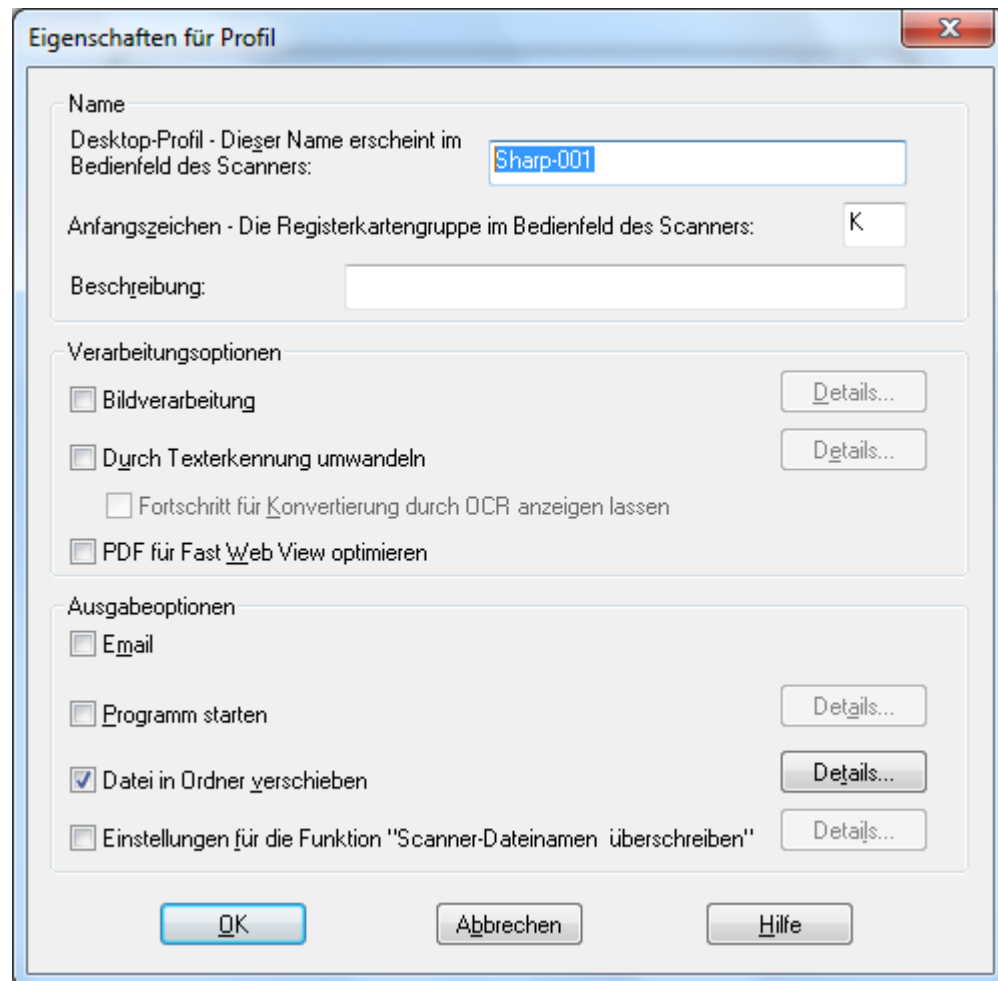 Eigenschaften für Profil
Name
Desktop-Profil - Dieser Name erscheint im
Bedienfeld des Scanners:
Sharp-001
Anfangszeichen - Die Registerkartengruppe im Bedienfeld des Scanners:
K
Beschreibung:
Verarbeitungsoptionen
Bildverarbeitung
Details...
Durch Texterkennung umwandeln
Details...
Fortschritt für Konvertierung durch OCR anzeigen lassen
PDF für Fast Web View optimieren
Ausgabeoptionen
Email
Programm starten
Details...
Datei in Ordner verschieben
Details...
Einstellungen für die Funktion "Scanner-Dateinamen überschreiben"
Details...
OK
Abbrechen
Hilfe